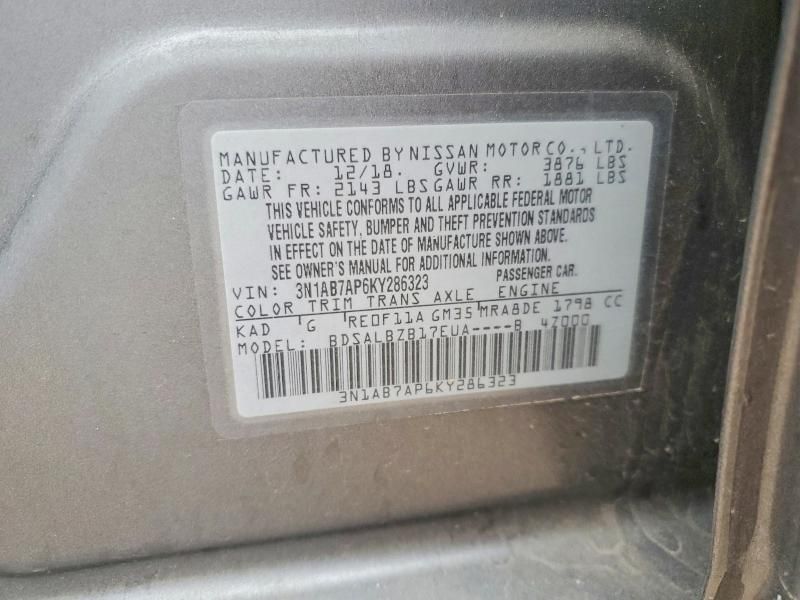 MANUFACTURED BY NISSAN MOTOR CO., LTD.
DATE: 12/18. GVWR: 3876 LBS
GAWR FR: 2143 LBS GAWR RR: 1881 LBS
THIS VEHICLE CONFORMS TO ALL APPLICABLE FEDERAL MOTOR
VEHICLE SAFETY, BUMPER AND THEFT PREVENTION STANDARDS
IN EFFECT ON THE DATE OF MANUFACTURE SHOWN ABOVE.
SEE OWNER'S MANUAL FOR ADDITIONAL INFORMATION
VIN: 3N1AB7AP6KY286323 PASSENGER CAR.
COLOR TRIM TRANS AXLE ENGINE
KAD G RE0F11A GM35 MRA8DE 1798 CC
MODEL: BDSALBZB17EUA----B 4Z000
3N1AB7AP6KY286323